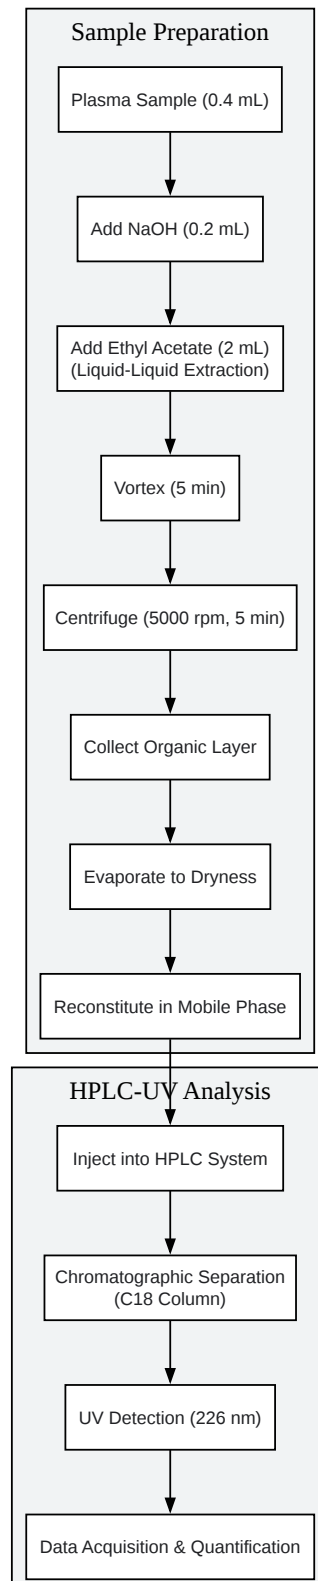 Sample Preparation
Plasma Sample (0.4 mL)
Add NaOH (0.2 mL)
Add Ethyl Acetate (2 mL)
(Liquid-Liquid Extraction)
Vortex (5 min)
Centrifuge (5000 rpm, 5 min)
Collect Organic Layer
Evaporate to Dryness
Reconstitute in Mobile Phase
HPLC-UV Analysis
Inject into HPLC System
Chromatographic Separation
(C18 Column)
UV Detection (226 nm)
Data Acquisition & Quantification